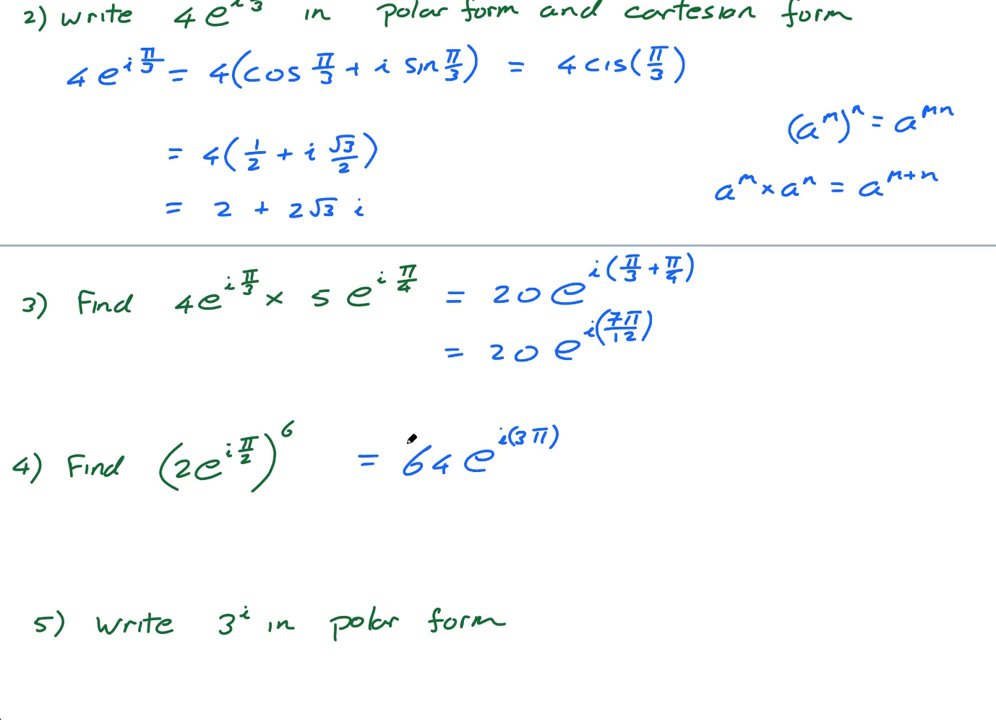 2) write 4e^(iπ/3) in polar form and cartesian form
4e^(iπ/3) = 4(cos π/3 + i sin π/3) = 4cis(π/3)
(a^m)^n = a^(mn)
= 4(1/2 + i √3/2)
a^m × a^n = a^(m+n)
= 2 + 2√3 i
3) Find 4e^(iπ/3) × 5e^(iπ/4) = 20e^(i(π/3 + π/4))
= 20e^(i(7π/12))
4) Find (2e^(iπ/2))^6 = 64e^(i(3π))
5) write 3^i in polar form